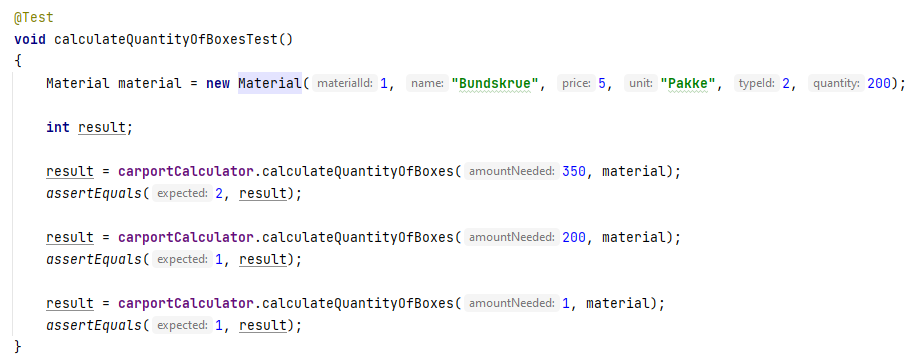 @Test
void calculateQuantityOfBoxesTest()
{
    Material material = new Material( materialId: 1, name: "Bundskrue", price: 5, unit: "Pakke", typeId: 2, quantity: 200);
    int result;
    result = carportCalculator.calculateQuantityOfBoxes( amountNeeded: 350, material);
    assertEquals( expected: 2, result);
    result = carportCalculator.calculateQuantityOfBoxes( amountNeeded: 200, material);
    assertEquals( expected: 1, result);
    result = carportCalculator.calculateQuantityOfBoxes( amountNeeded: 1, material);
    assertEquals( expected: 1, result);
}